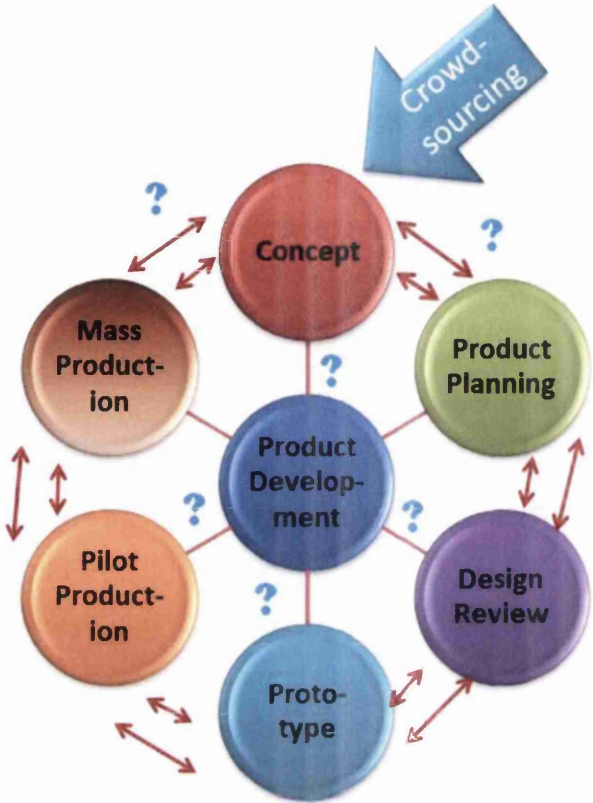 Crowd-
sourcing
?
Concept
?
Mass
Product-
ion
Product
Planning
?
Product
Develop-
ment
?
?
Pilot
Product-
ion
Design
Review
?
Proto-
type